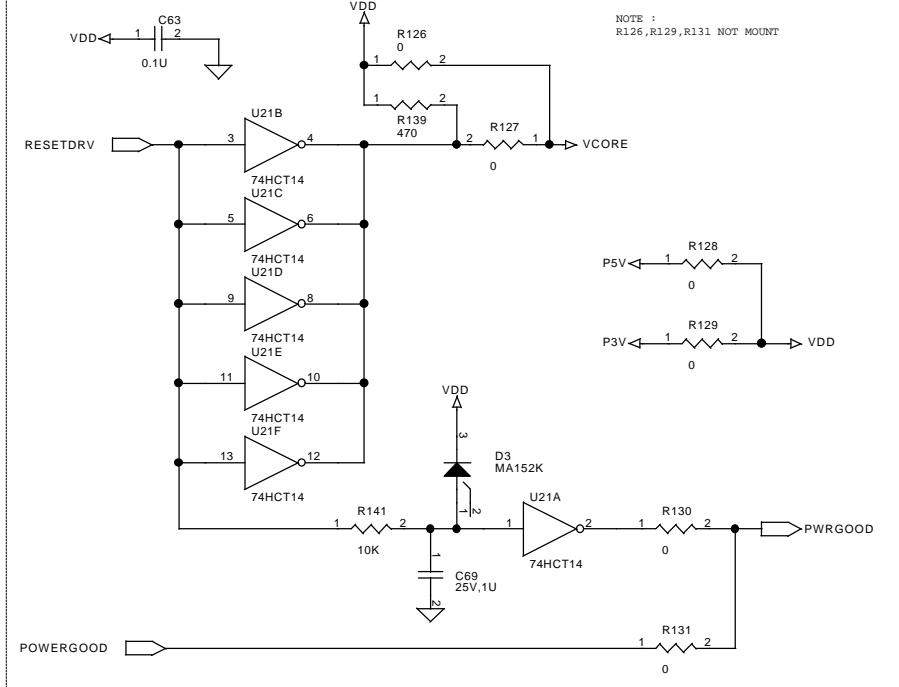 C63
VDD
1
2
0.1U
VDD
NOTE :
R126,R129,R131 NOT MOUNT
R126
0
1
2
1
2
R139
470
R127
2
1
0
VCORE
RESETDRV
U21B
3
4
74HCT14
U21C
5
6
74HCT14
U21D
9
8
74HCT14
U21E
11
10
74HCT14
U21F
13
12
74HCT14
R128
P5V
1
2
0
R129
P3V
1
2
0
VDD
VDD
3
D3
MA152K
1
2
R141
1
2
10K
1
C69
25V,1U
2
U21A
1
2
74HCT14
R130
1
2
0
PWRGOOD
R131
POWERGOOD
1
2
0